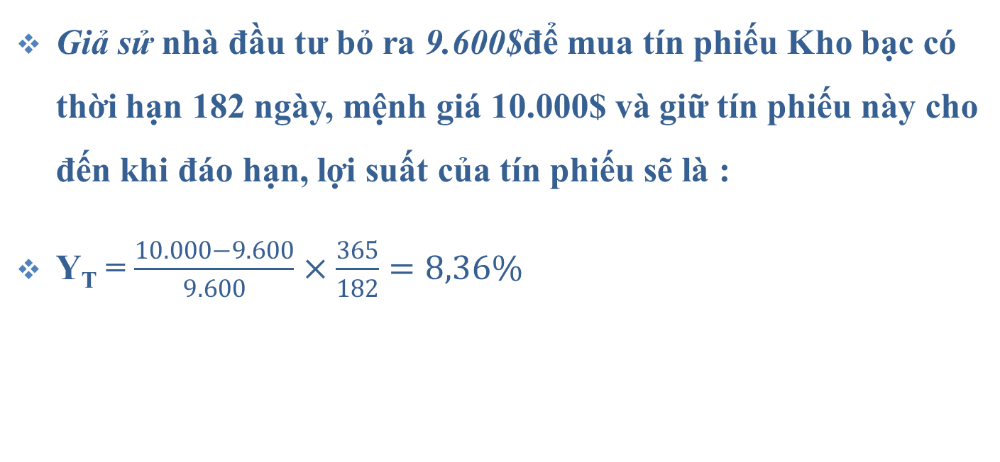 ❖ Giả sử nhà đầu tư bỏ ra 9.600$để mua tín phiếu Kho bạc có
thời hạn 182 ngày, mệnh giá 10.000$ và giữ tín phiếu này cho
đến khi đáo hạn, lợi suất của tín phiếu sẽ là :
❖ Y_T = \frac{10.000−9.600}{9.600} × \frac{365}{182} = 8,36%